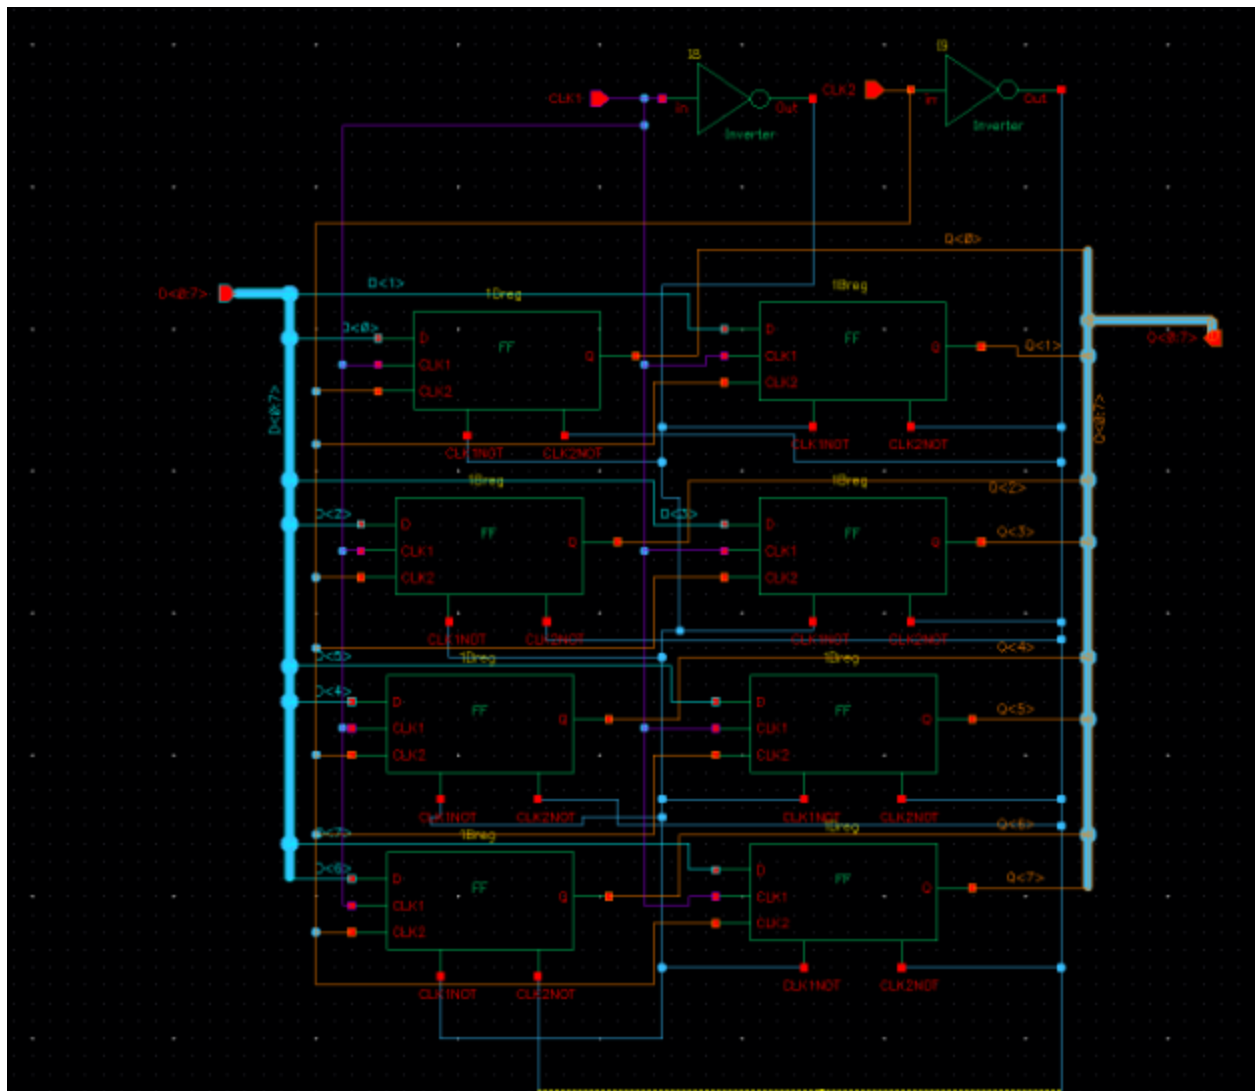 I8
I9
CLK1
In
Out
Inverter
CLK2
In
Out
Inverter
Q<0>
D<0:7>
D<1>
1Breg
1Breg
D<0>
D
CLK1
CLK2
FF
Q
CLK1NOT
CLK2NOT
D
CLK1
CLK2
FF
Q
Q<1>
CLK1NOT
CLK2NOT
Q<0:7>
D<0:7>
Q<0:7>
1Breg
1Breg
Q<2>
D<2>
D
CLK1
CLK2
FF
Q
CLK1NOT
CLK2NOT
D<3>
D
CLK1
CLK2
FF
Q
Q<3>
CLK1NOT
CLK2NOT
D<5>
1Breg
1Breg
Q<4>
D<4>
D
CLK1
CLK2
FF
Q
CLK1NOT
CLK2NOT
D
CLK1
CLK2
FF
Q
Q<5>
CLK1NOT
CLK2NOT
D<7>
1Breg
1Breg
Q<6>
D<6>
D
CLK1
CLK2
FF
Q
CLK1NOT
CLK2NOT
D
CLK1
CLK2
FF
Q
Q<7>
CLK1NOT
CLK2NOT